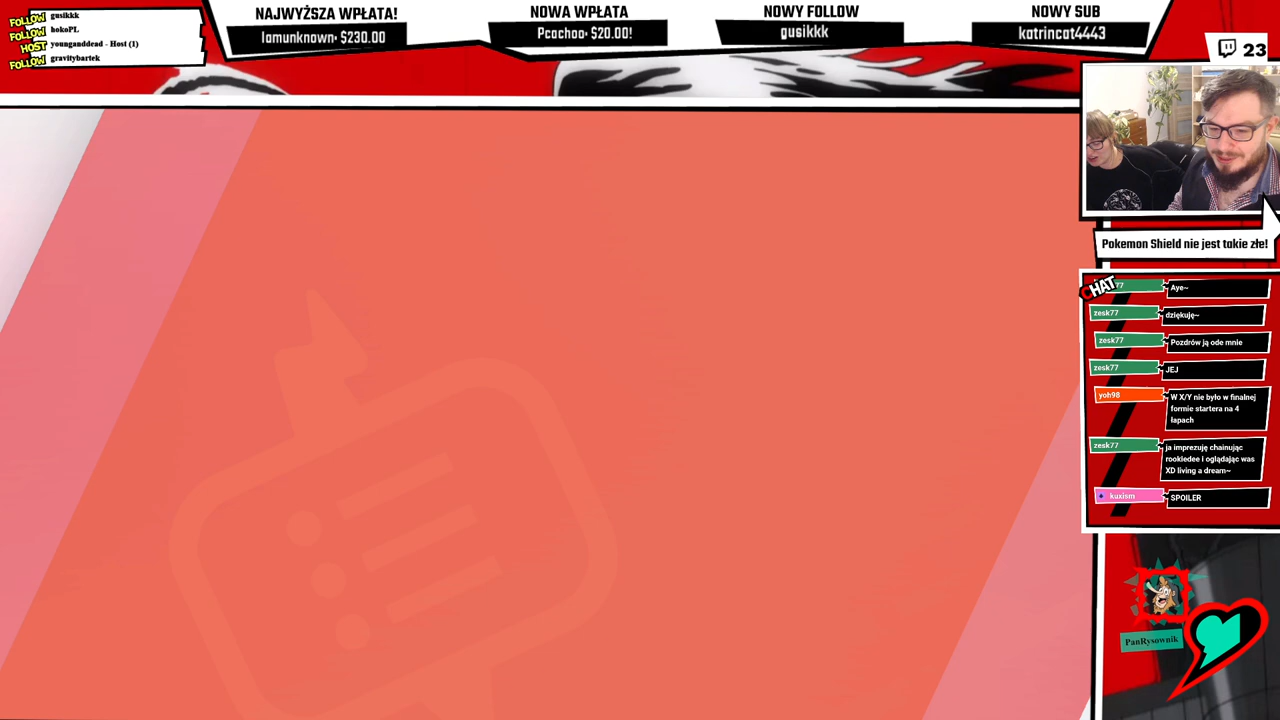 FOLLOW gusikkk
FOLLOW hokoPL
HOST younganddead - Host (1)
FOLLOW gravitybartek
NAJWYŻSZA WPŁATA!
Iamunknown• $230.00
NOWA WPŁATA
Pcachao• $20.00!
NOWY FOLLOW
gusikkk
NOWY SUB
katrincat4443
23
Pokemon Shield nie jest takie złe!
CHAT
77 Aye~
zesk77 dziękuję~
zesk77 Pozdrów ją ode mnie
zesk77 JEJ
yoh98 W X/Y nie było w finalnej
formie startera na 4
łapach
zesk77 ja imprezuję chainując
rookiedee i oglądając was
XD living a dream~
kuxism SPOILER
PanRysownik